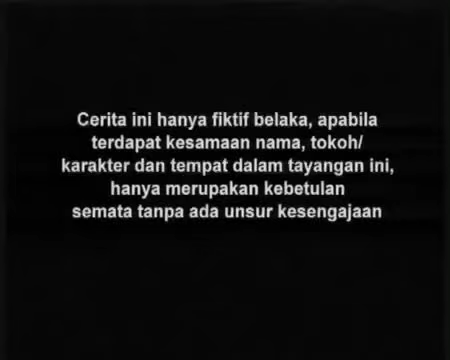 Cerita ini hanya fiktif belaka, apabila
terdapat kesamaan nama, tokoh/
karakter dan tempat dalam tayangan ini,
hanya merupakan kebetulan
semata tanpa ada unsur kesengajaan